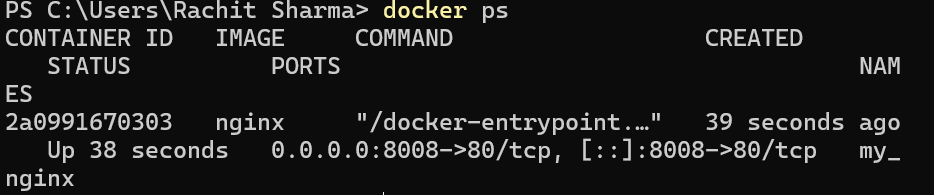 PS C:\Users\Rachit Sharma> docker ps
CONTAINER ID   IMAGE     COMMAND                  CREATED
   STATUS          PORTS                                     NAM
ES
2a0991670303   nginx     "/docker-entrypoint.…"   39 seconds ago
   Up 38 seconds   0.0.0.0:8008->80/tcp, [::]:8008->80/tcp   my_
nginx